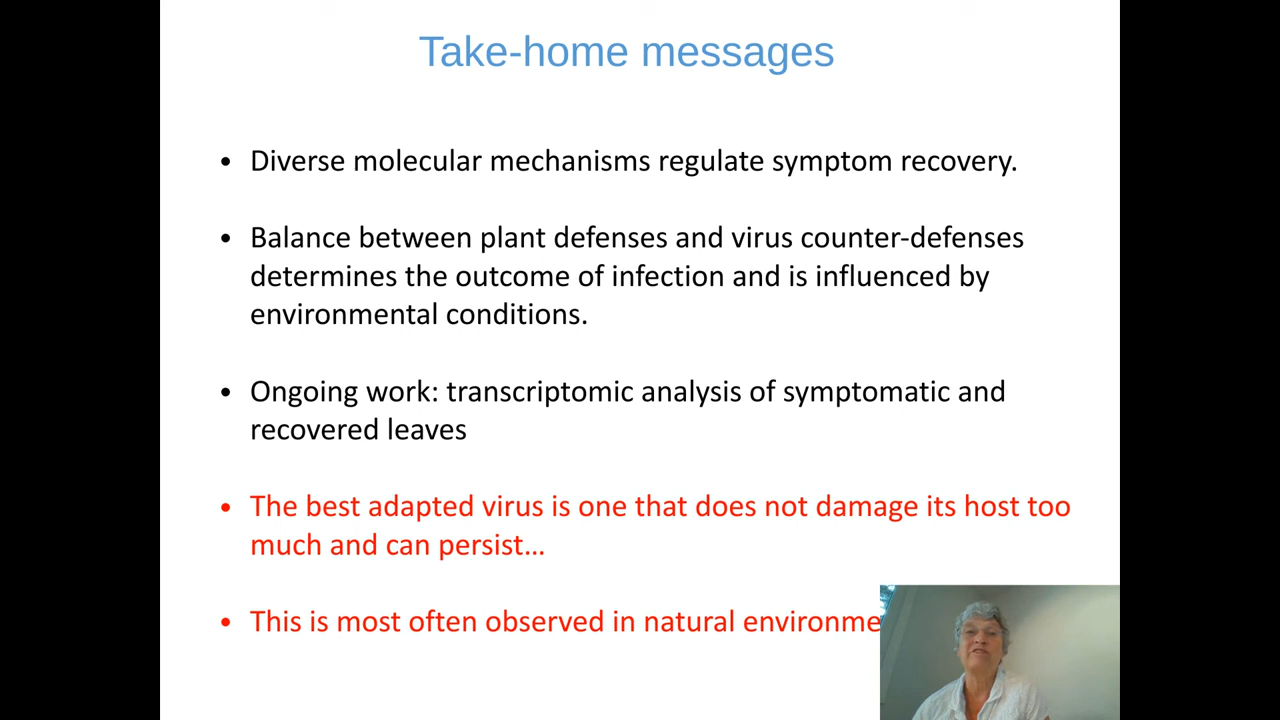 Take-home messages
• Diverse molecular mechanisms regulate symptom recovery.
• Balance between plant defenses and virus counter-defenses
determines the outcome of infection and is influenced by
environmental conditions.
• Ongoing work: transcriptomic analysis of symptomatic and
recovered leaves
• The best adapted virus is one that does not damage its host too
much and can persist...
• This is most often observed in natural environme